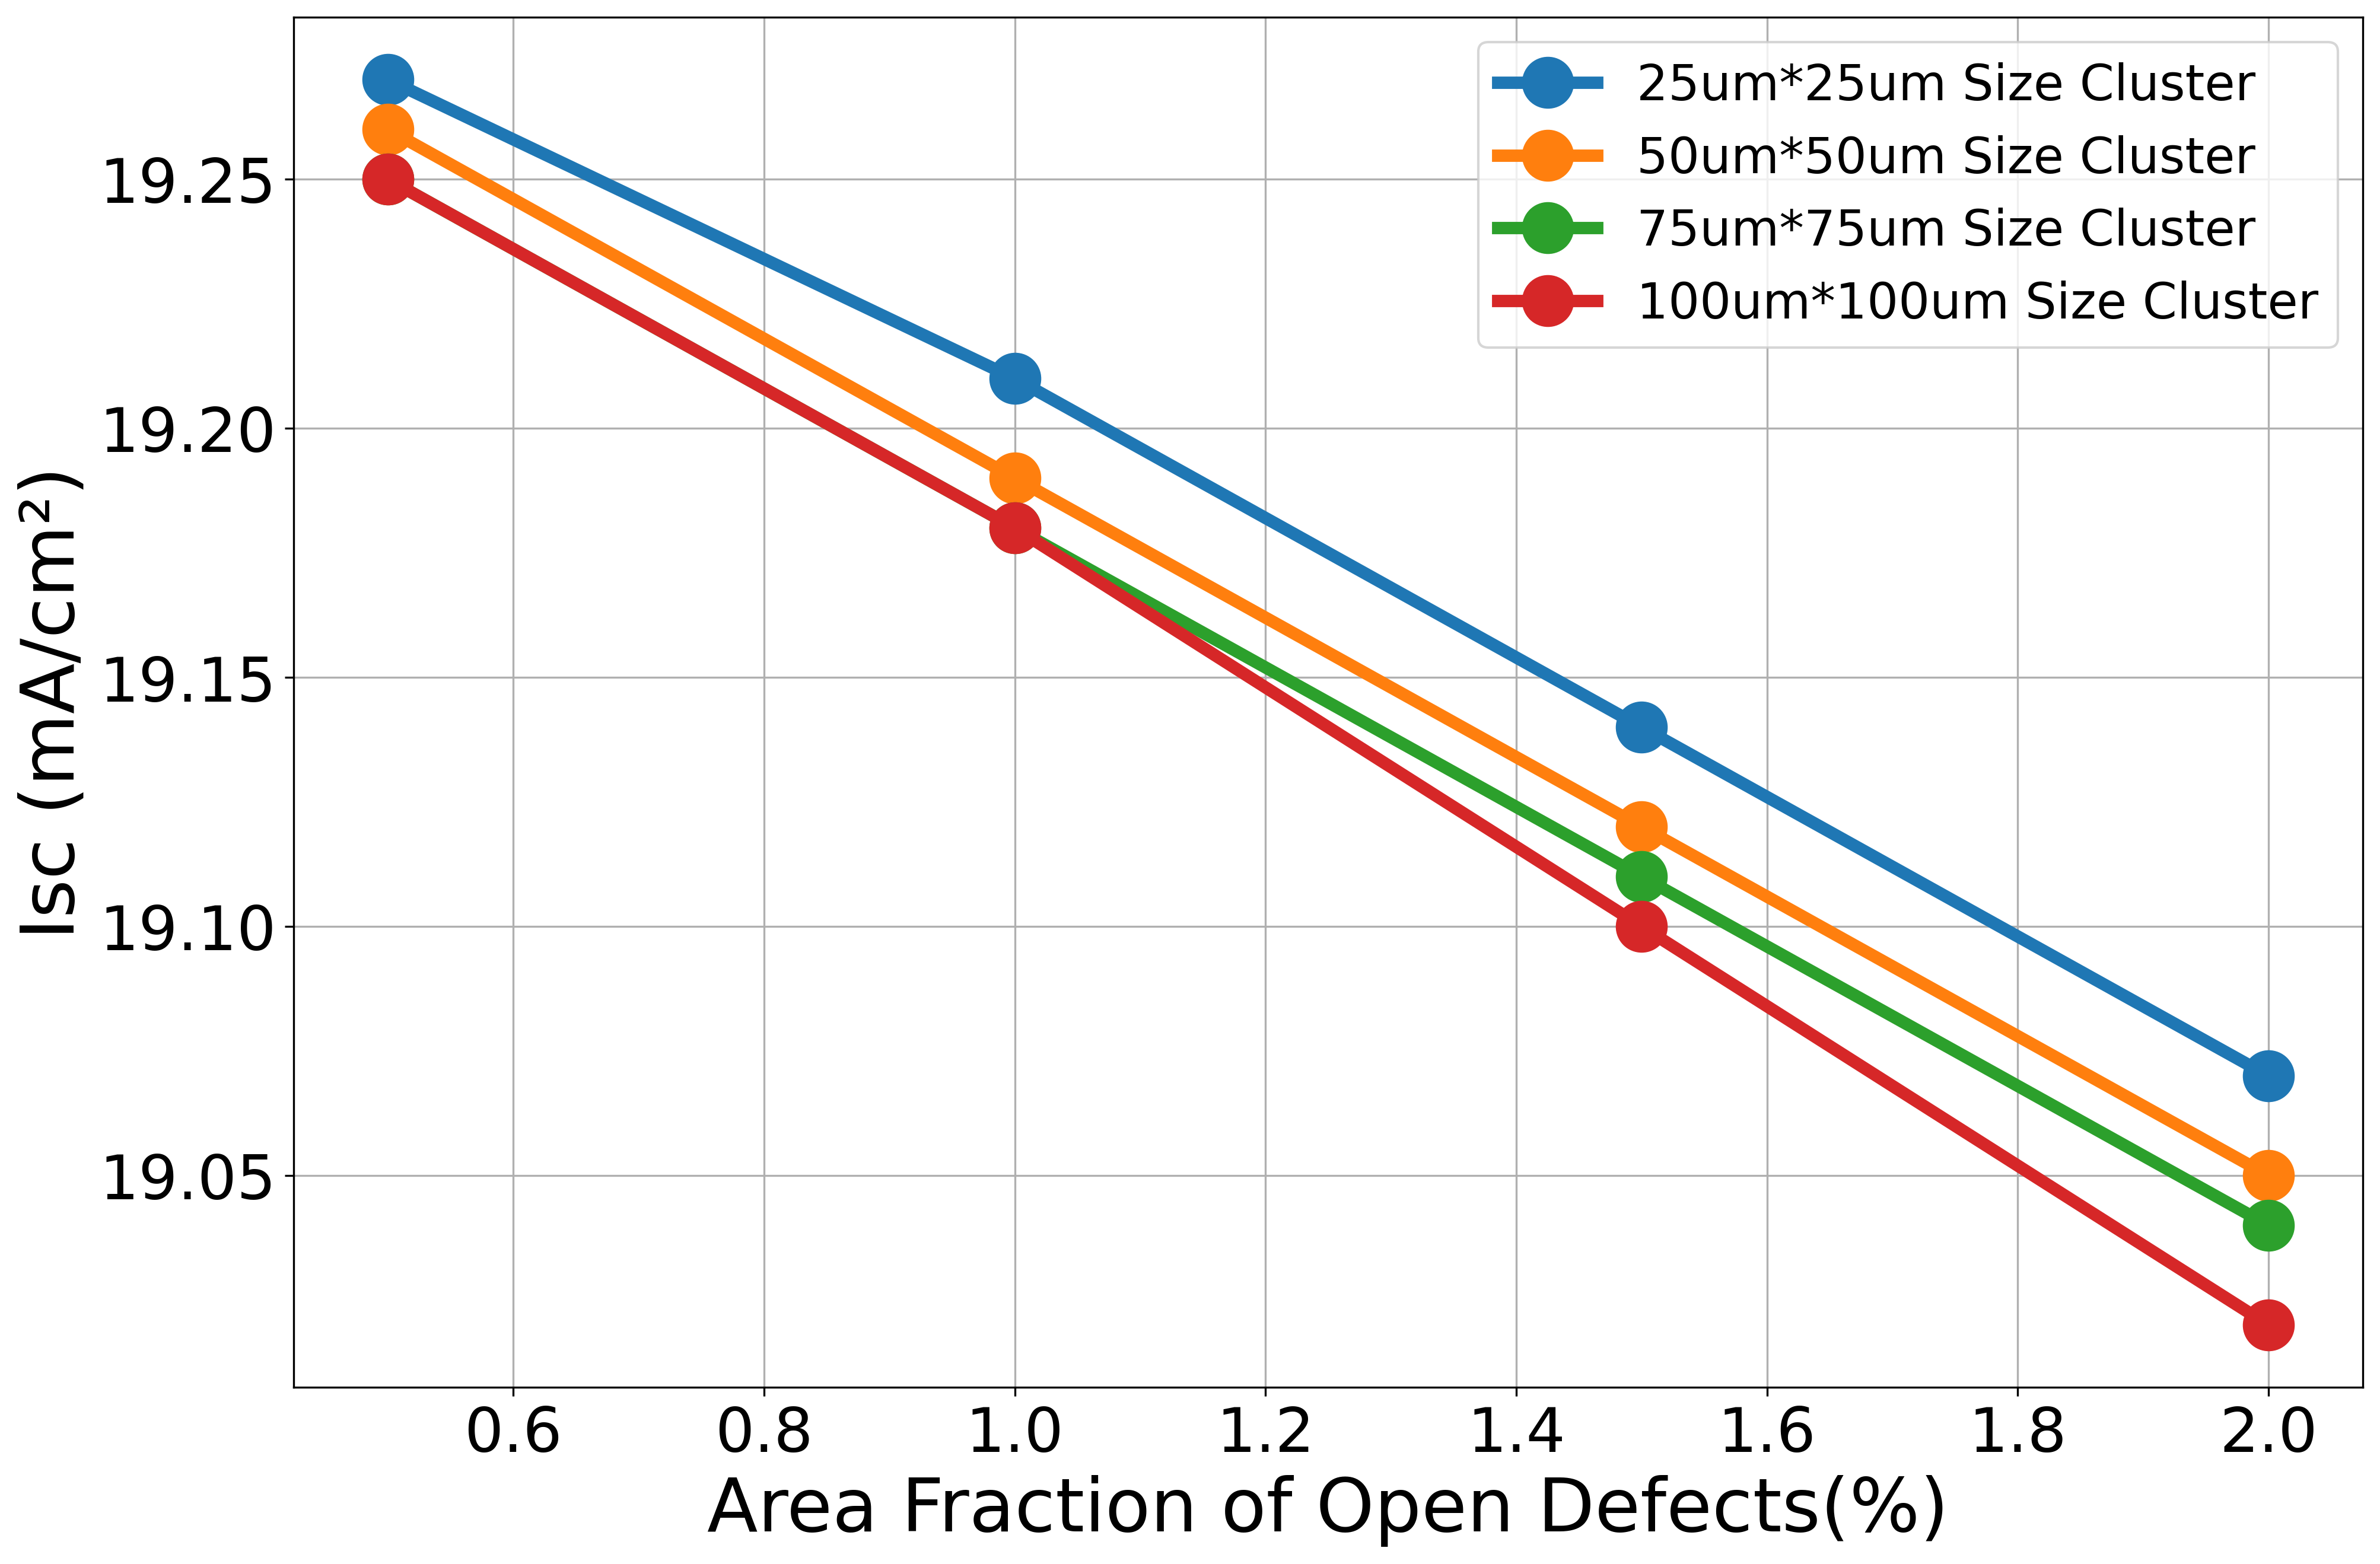 25um*25um Size Cluster
50um*50um Size Cluster
75um*75um Size Cluster
100um*100um Size Cluster
Isc (mA/cm²)
19.25
19.20
19.15
19.10
19.05
0.6 0.8 1.0 1.2 1.4 1.6 1.8 2.0
Area Fraction of Open Defects(%)